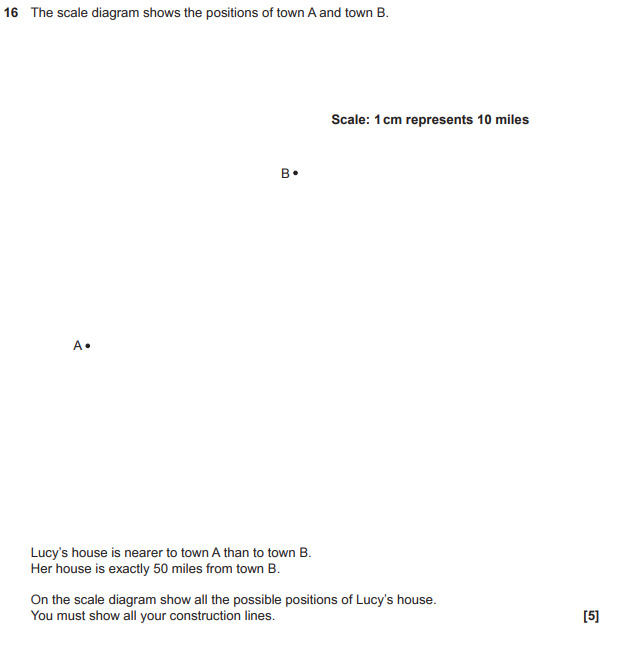 16 The scale diagram shows the positions of town A and town B.
Scale: 1 cm represents 10 miles
B
A
Lucy's house is nearer to town A than to town B.
Her house is exactly 50 miles from town B.
On the scale diagram show all the possible positions of Lucy's house.
You must show all your construction lines. [5]